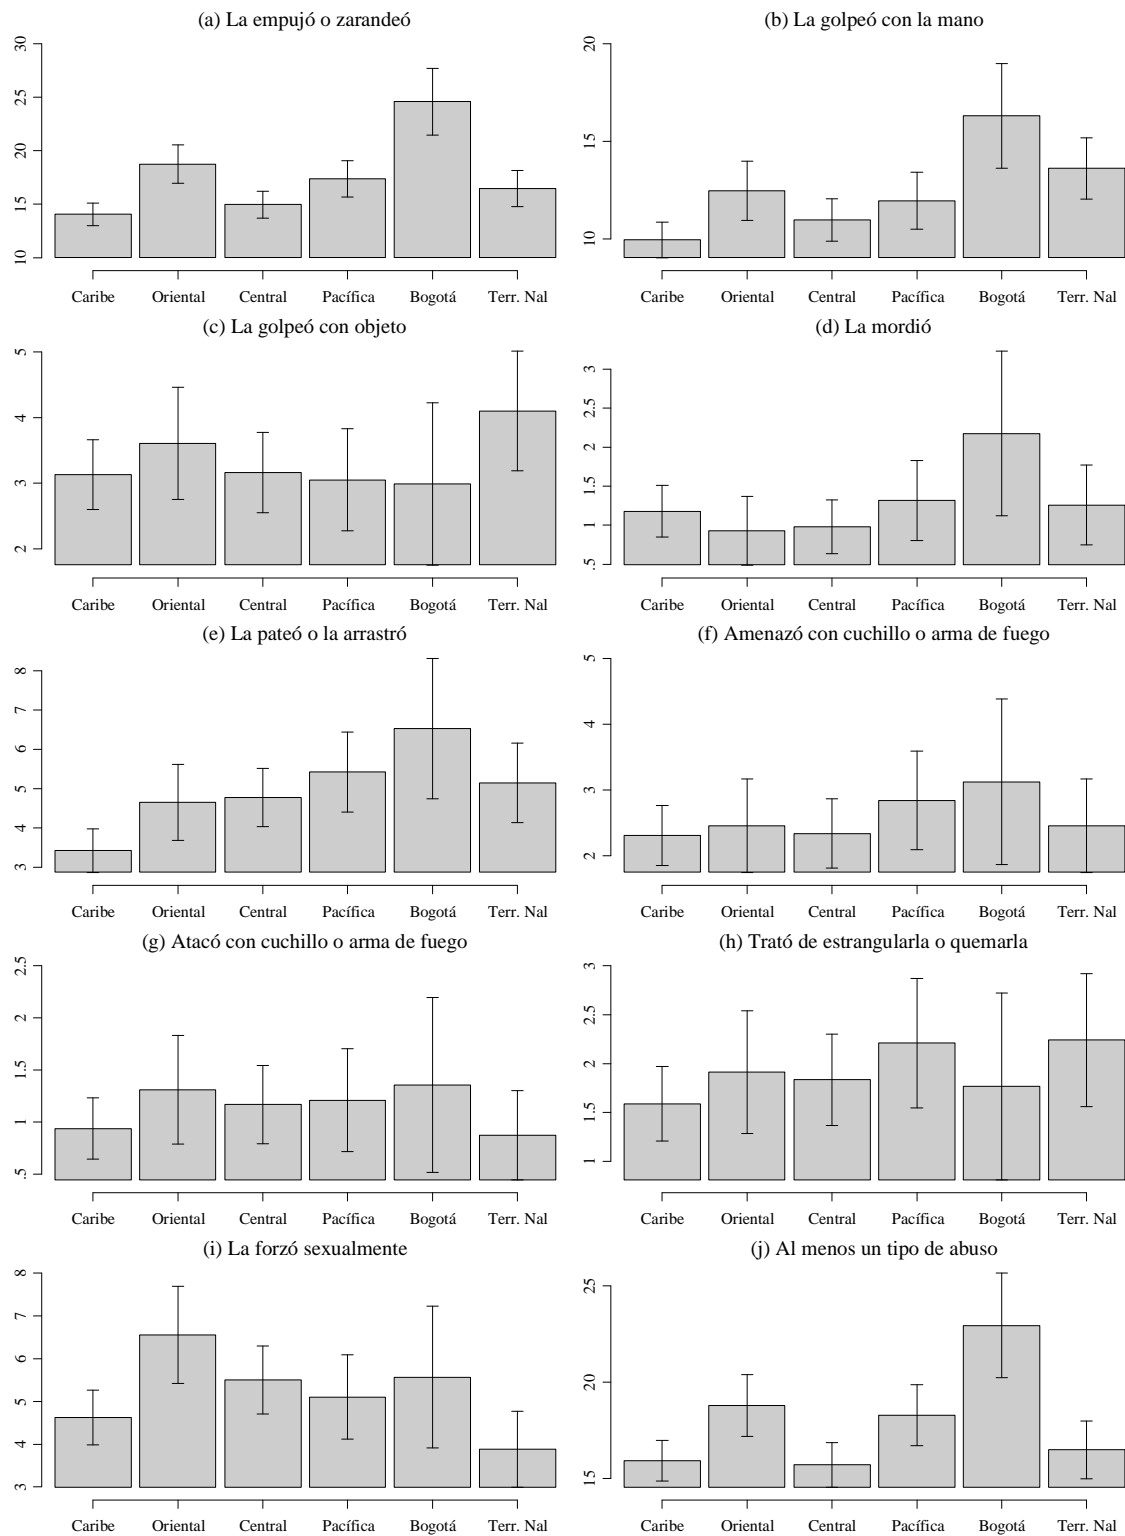 (a) La empujó o zarandeó
30
25
20
15
10
Caribe Oriental Central Pacífica Bogotá Terr. Nal
(b) La golpeó con la mano
20
15
10
Caribe Oriental Central Pacífica Bogotá Terr. Nal
(c) La golpeó con objeto
5
4
3
2
Caribe Oriental Central Pacífica Bogotá Terr. Nal
(d) La mordió
3
2.5
2
1.5
1
.5
Caribe Oriental Central Pacífica Bogotá Terr. Nal
(e) La pateó o la arrastró
8
7
6
5
4
3
Caribe Oriental Central Pacífica Bogotá Terr. Nal
(f) Amenazó con cuchillo o arma de fuego
5
4
3
2
Caribe Oriental Central Pacífica Bogotá Terr. Nal
(g) Atacó con cuchillo o arma de fuego
2.5
2
1.5
1
.5
Caribe Oriental Central Pacífica Bogotá Terr. Nal
(h) Trató de estrangularla o quemarla
3
2.5
2
1.5
1
Caribe Oriental Central Pacífica Bogotá Terr. Nal
(i) La forzó sexualmente
8
7
6
5
4
3
Caribe Oriental Central Pacífica Bogotá Terr. Nal
(j) Al menos un tipo de abuso
25
20
15
Caribe Oriental Central Pacífica Bogotá Terr. Nal